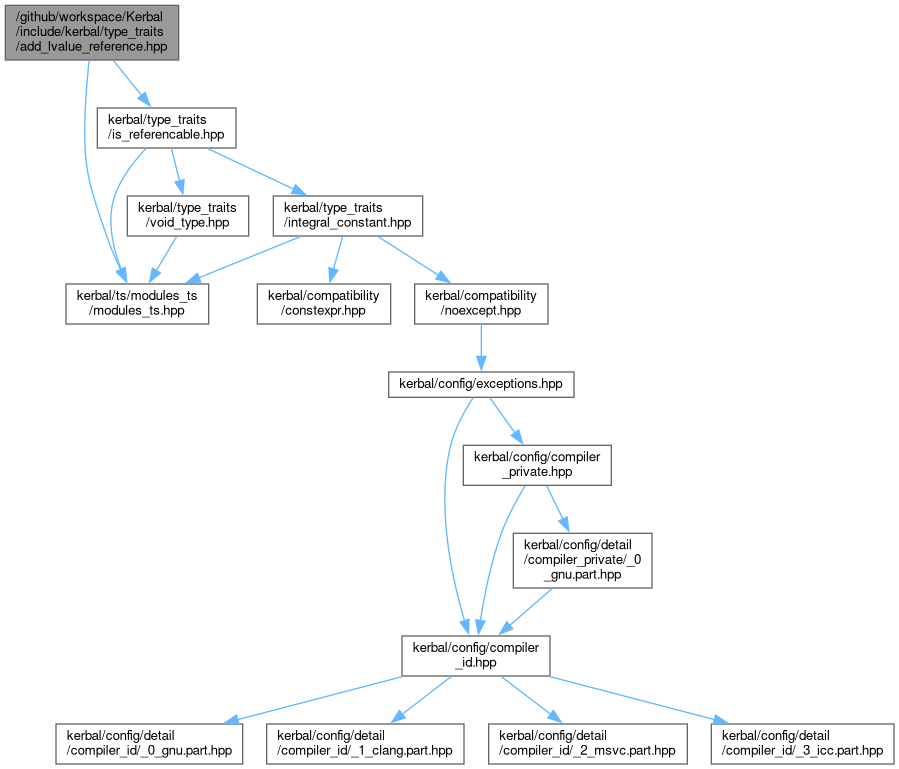 /github/workspace/Kerbal
/include/kerbal/type_traits
/add_lvalue_reference.hpp
kerbal/type_traits
/is_referencable.hpp
kerbal/type_traits
/void_type.hpp
kerbal/type_traits
/integral_constant.hpp
kerbal/ts/modules_ts
/modules_ts.hpp
kerbal/compatibility
/constexpr.hpp
kerbal/compatibility
/noexcept.hpp
kerbal/config/exceptions.hpp
kerbal/config/compiler
_private.hpp
kerbal/config/detail
/compiler_private/_0
_gnu.part.hpp
kerbal/config/compiler
_id.hpp
kerbal/config/detail
/compiler_id/_0_gnu.part.hpp
kerbal/config/detail
/compiler_id/_1_clang.part.hpp
kerbal/config/detail
/compiler_id/_2_msvc.part.hpp
kerbal/config/detail
/compiler_id/_3_icc.part.hpp